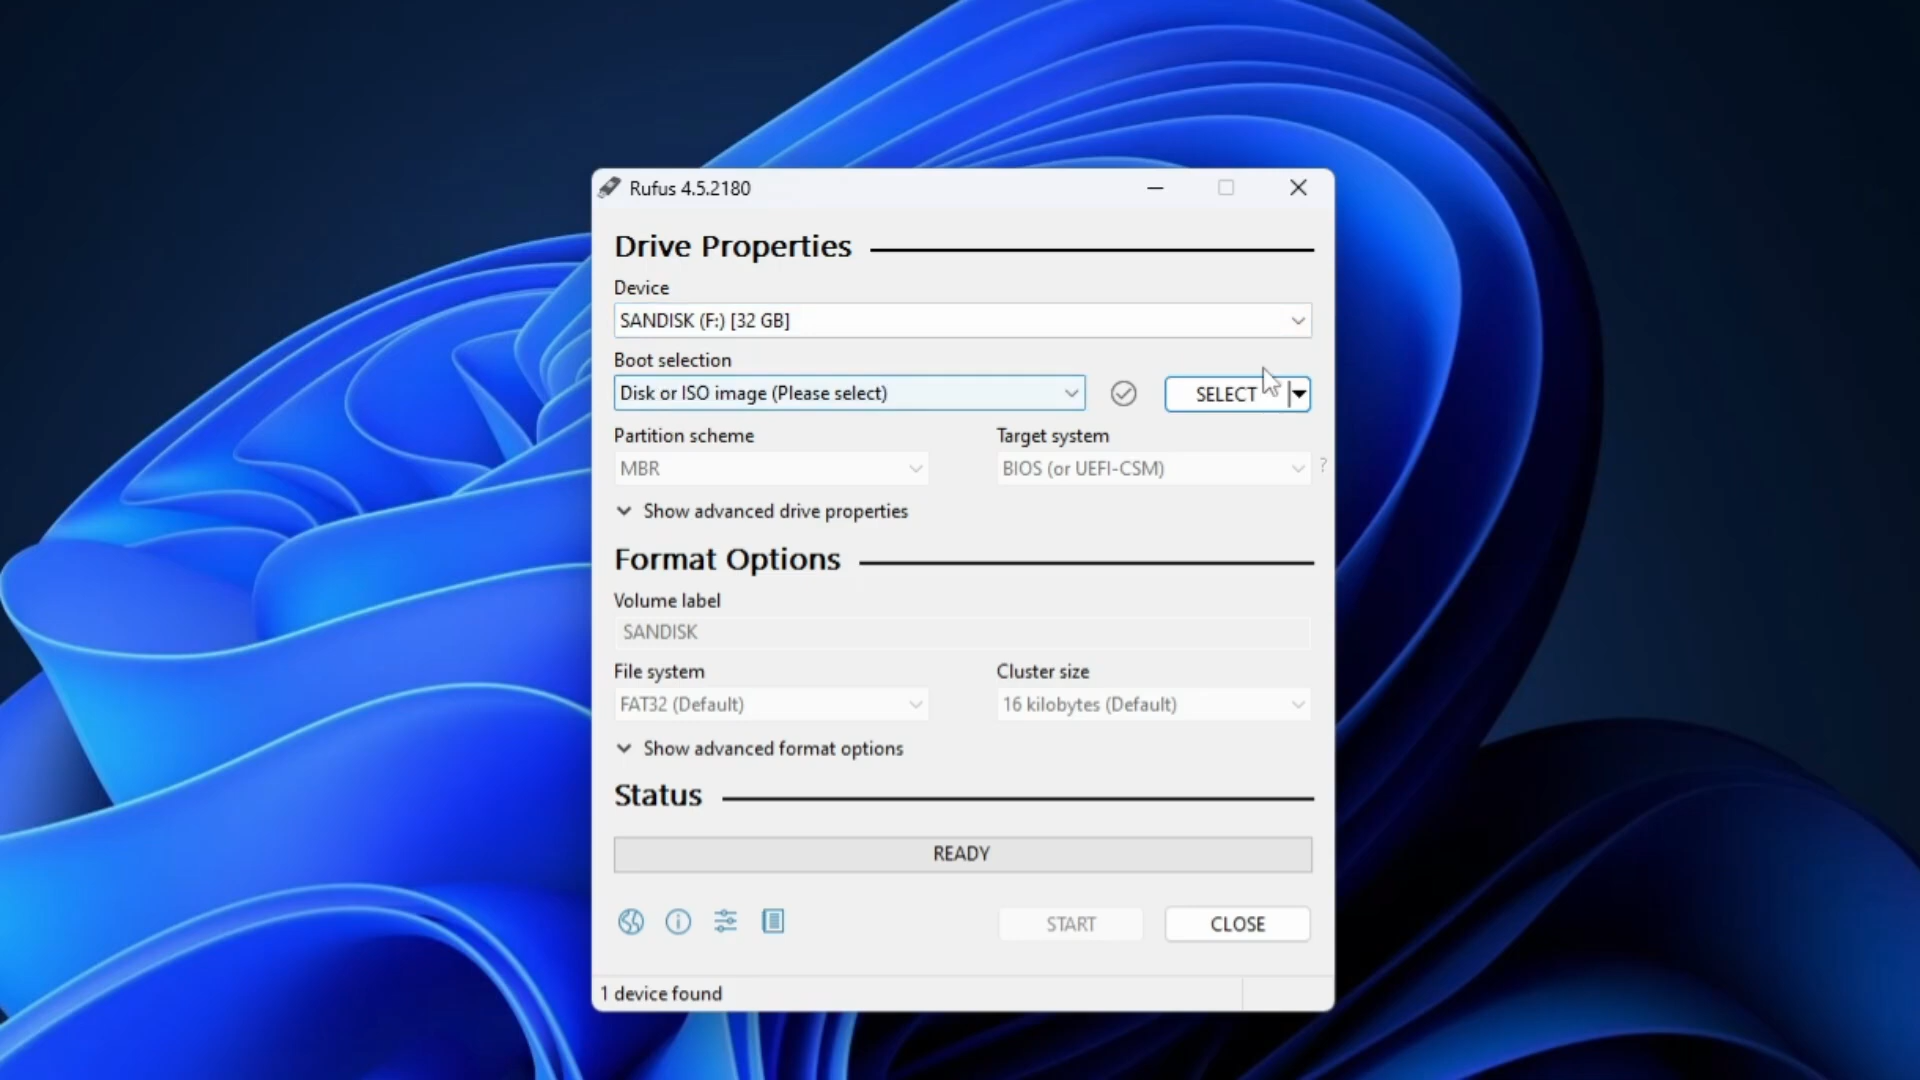 Rufus 4.5.2180
Drive Properties
Device
SANDISK (F:) [32 GB]
Boot selection
Disk or ISO image (Please select)
SELECT
Partition scheme
Target system
MBR
BIOS (or UEFI-CSM)
?
Show advanced drive properties
Format Options
Volume label
SANDISK
File system
Cluster size
FAT32 (Default)
16 kilobytes (Default)
Show advanced format options
Status
READY
START
CLOSE
1 device found